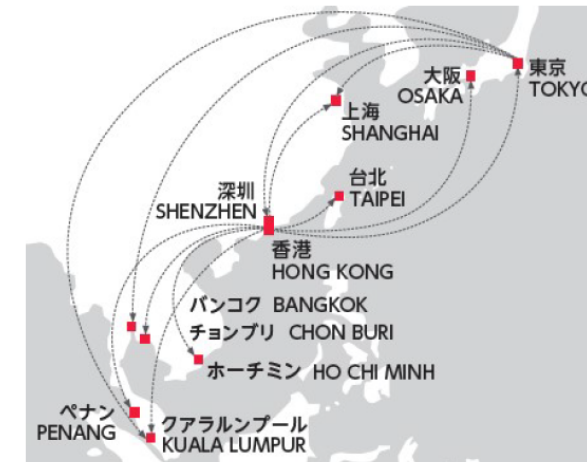 大阪
OSAKA
東京
TOKYO
上海
SHANGHAI
台北
TAIPEI
深圳
SHENZHEN
香港
HONG KONG
バンコク BANGKOK
チョンブリ CHON BURI
ホーチミン HO CHI MINH
ペナン
PENANG
クアラルンプール
KUALA LUMPUR